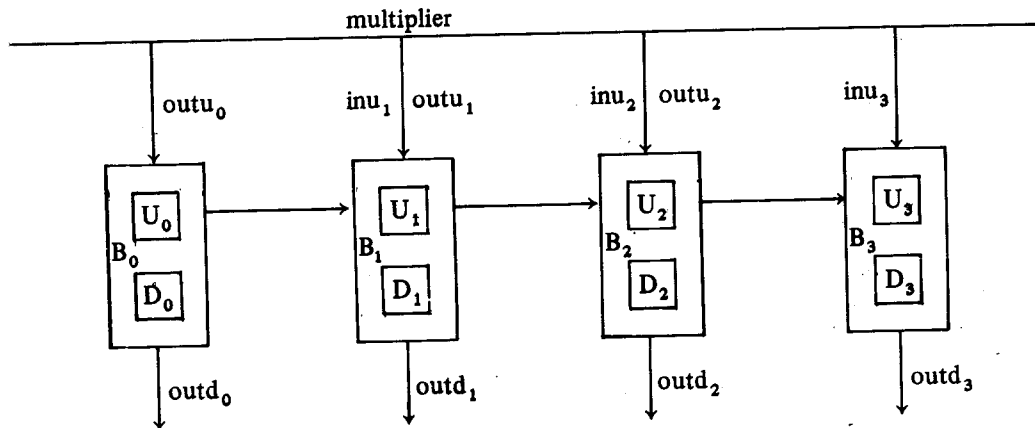 multiplier
outu₀ inu₁ outu₁ inu₂ outu₂ inu₃
U₀ U₁ U₂ U₃
B₀ B₁ B₂ B₃
D₀ D₁ D₂ D₃
outd₀ outd₁ outd₂ outd₃